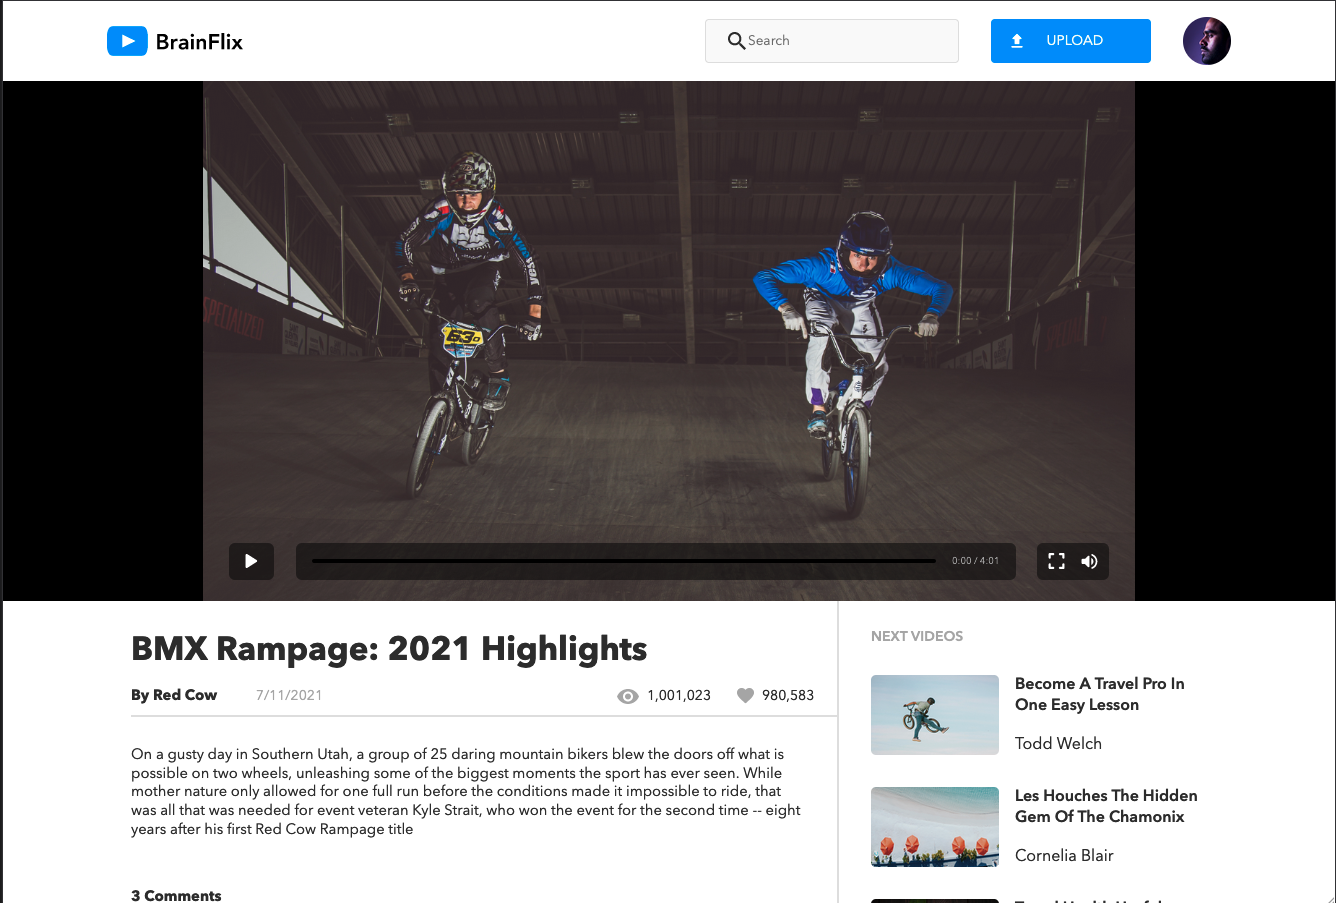 BrainFlix
Search
UPLOAD
SPECIALIZED
630
0:00 / 4:01
BMX Rampage: 2021 Highlights
By Red Cow
7/11/2021
1,001,023
980,583
On a gusty day in Southern Utah, a group of 25 daring mountain bikers blew the doors off what is
possible on two wheels, unleashing some of the biggest moments the sport has ever seen. While
mother nature only allowed for one full run before the conditions made it impossible to ride, that
was all that was needed for event veteran Kyle Strait, who won the event for the second time -- eight
years after his first Red Cow Rampage title
3 Comments
NEXT VIDEOS
Become A Travel Pro In
One Easy Lesson
Todd Welch
Les Houches The Hidden
Gem Of The Chamonix
Cornelia Blair